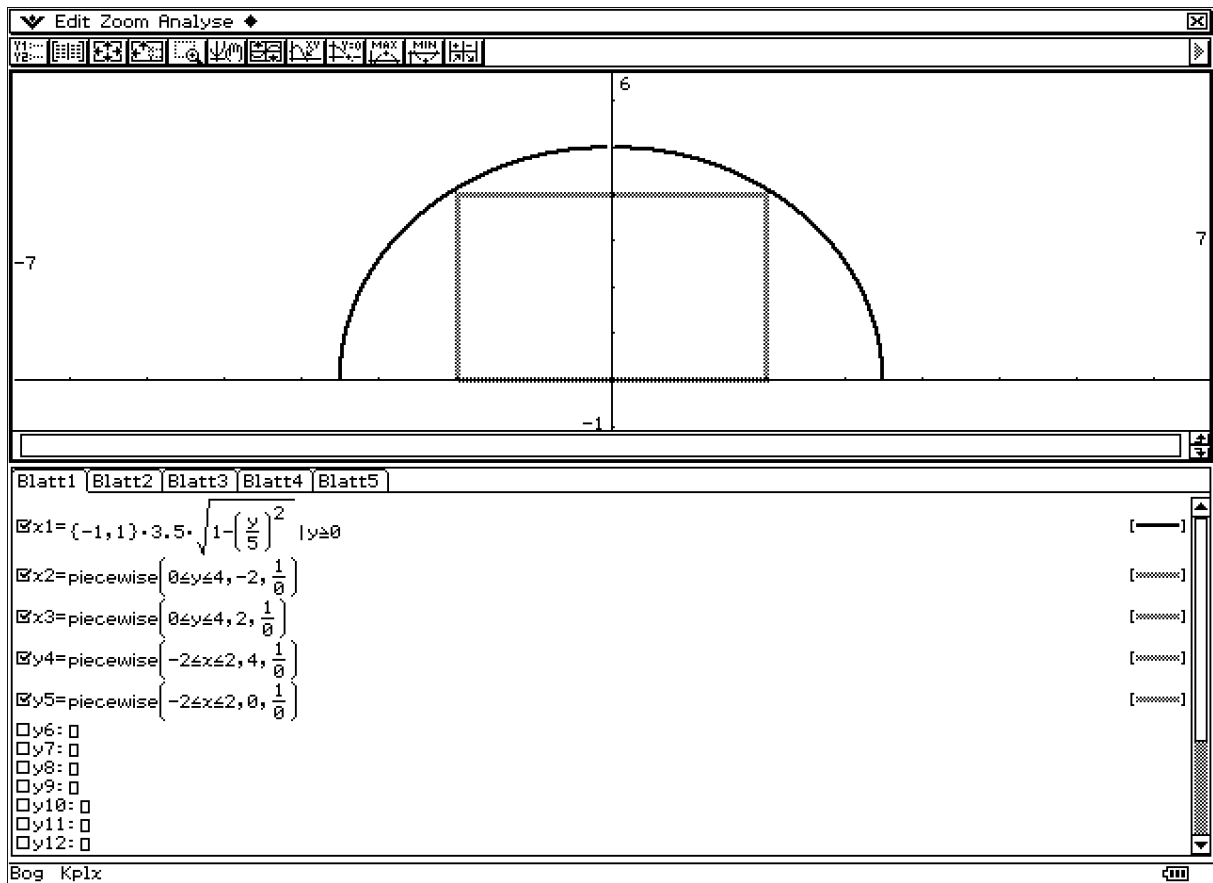 Edit Zoom Analyse ◆
6
-7
7
-1
Blatt1 Blatt2 Blatt3 Blatt4 Blatt5
x1={-1,1}·3.5·√(1-(y/5)^2) |y≥0
x2=piecewise(0≤y≤4,-2,1/0)
x3=piecewise(0≤y≤4,2,1/0)
y4=piecewise(-2≤x≤2,4,1/0)
y5=piecewise(-2≤x≤2,0,1/0)
y6:▯
y7:▯
y8:▯
y9:▯
y10:▯
y11:▯
y12:▯
Bog Kplx